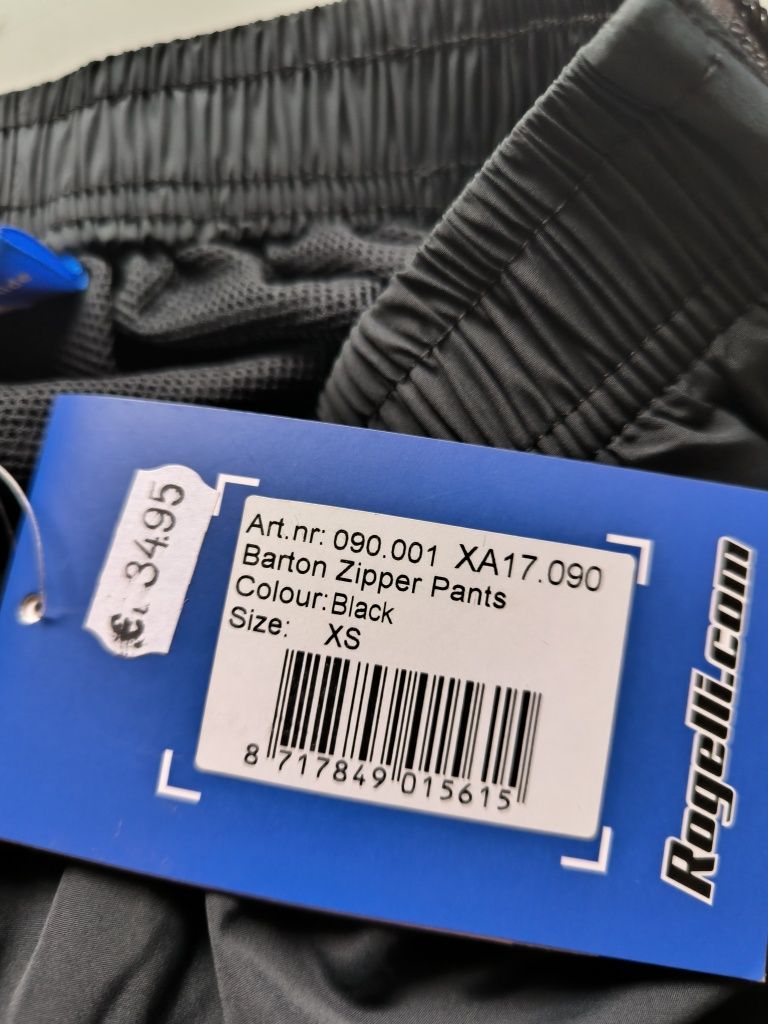 € 34.95
Art.nr: 090.001 XA17.090
Barton Zipper Pants
Colour: Black
Size: XS
8 717849 015615
Rogelli.com